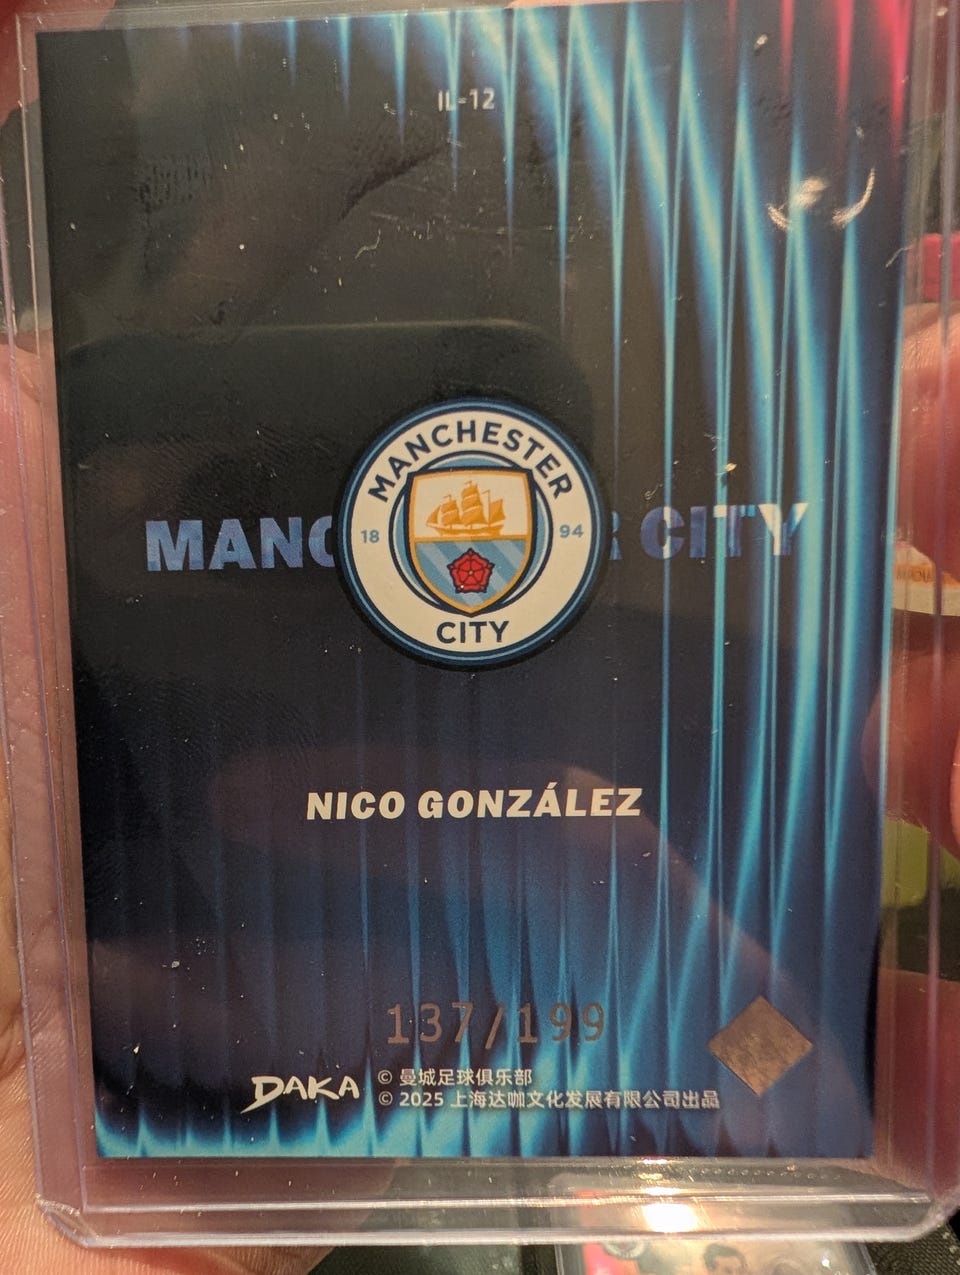 IL-12
MANCHESTER
18 94
CITY
MANC R CITY
NICO GONZÁLEZ
137/199
DAKA
© 曼城足球俱乐部
© 2025 上海达咖文化发展有限公司出品